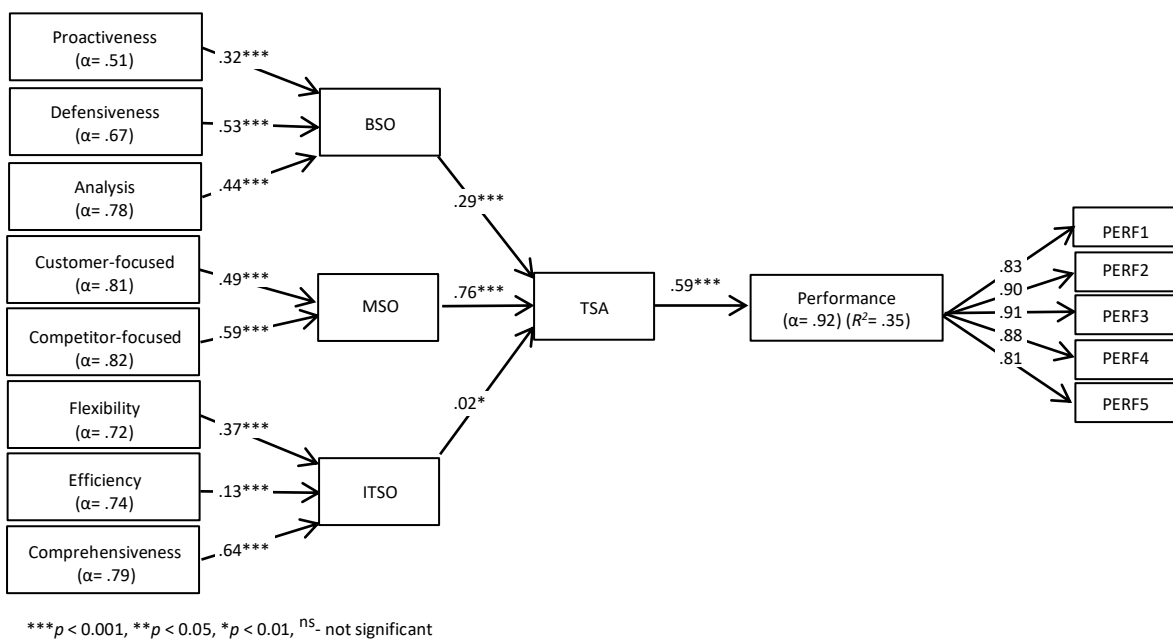 Proactiveness
(α= .51)
.32***
Defensiveness
(α= .67)
.53***
BSO
Analysis
(α= .78)
.44***
.29***
Customer-focused
(α= .81)
.49***
MSO
.76***
TSA
.59***
Performance
(α= .92) (R²= .35)
Competitor-focused
(α= .82)
.59***
Flexibility
(α= .72)
.37***
.02*
Efficiency
(α= .74)
.13***
ITSO
Comprehensiveness
(α= .79)
.64***
.83
PERF1
.90
PERF2
.91
PERF3
.88
PERF4
.81
PERF5
***p < 0.001, **p < 0.05, *p < 0.01, ns- not significant